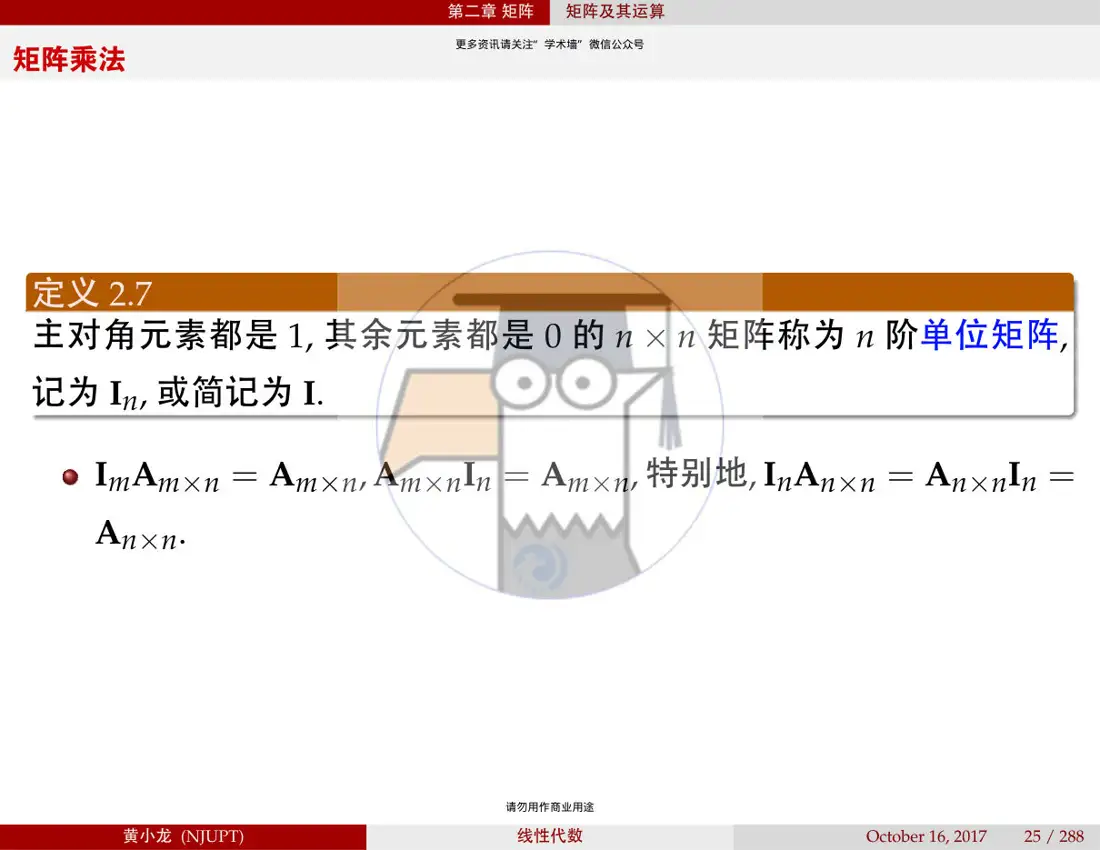 第二章 矩阵 矩阵及其运算
更多资讯请关注“学术墙”微信公众号
矩阵乘法
定义 2.7
主对角元素都是 1, 其余元素都是 0 的 n × n 矩阵称为 n 阶单位矩阵,
记为 Iₙ, 或简记为 I.
IₘAₘ×ₙ = Aₘ×ₙ, Aₘ×ₙIₙ = Aₘ×ₙ, 特别地, IₙAₙ×ₙ = Aₙ×ₙIₙ =
Aₙ×ₙ.
请勿用作商业用途
黄小龙 (NJUPT) 线性代数 October 16, 2017 25 / 288